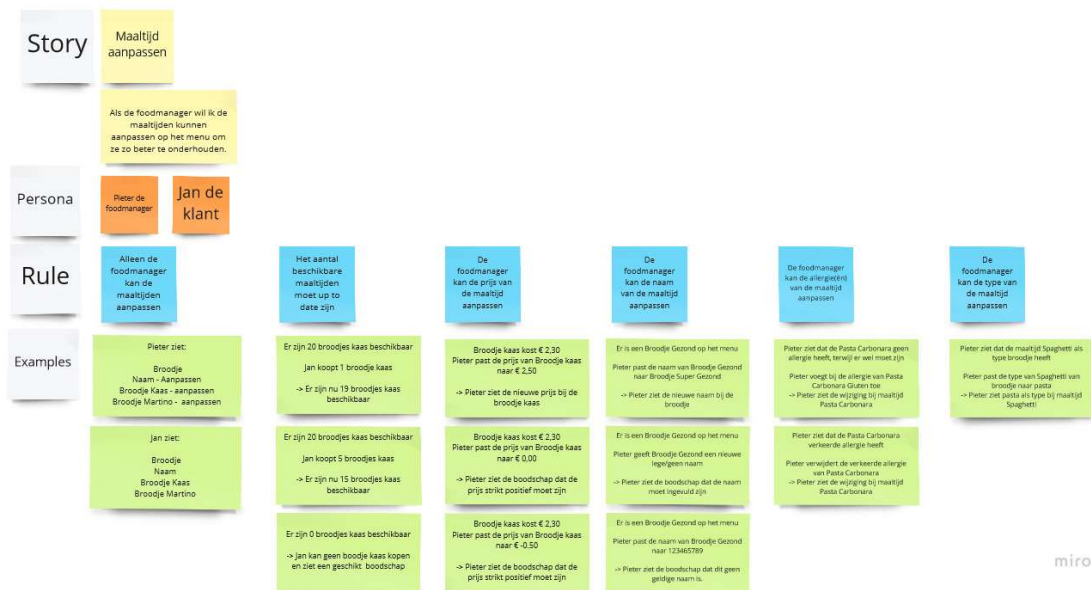 Story
Maaltijd
aanpassen
Als de foodmanager wil ik de
maaltijden kunnen
aanpassen op het menu om
ze zo beter te onderhouden.
Persona
Pieter de
foodmanager
Jan de
klant
Rule
Alleen de
foodmanager
kan de
maaltijden
aanpassen
Het aantal
beschikbare
maaltijden
moet up to
date zijn
De
foodmanager
kan de prijs van
de maaltijd
aanpassen
De
foodmanager
kan de naam
van de maaltijd
aanpassen
De foodmanager
kan de allergie(ën)
van de maaltijd
aanpassen
De
foodmanager
kan de type van
de maaltijd
aanpassen
Examples
Pieter ziet:
Broodje
Naam - Aanpassen
Broodje Kaas - aanpassen
Broodje Martino - aanpassen
Er zijn 20 broodjes kaas beschikbaar
Jan koopt 1 broodje kaas
-> Er zijn nu 19 broodjes kaas
beschikbaar
Broodje kaas kost € 2,30
Pieter past de prijs van Broodje kaas
naar € 2,50
-> Pieter ziet de nieuwe prijs bij de
broodje kaas
Er is een Broodje Gezond op het menu
Pieter past de naam van Broodje Gezond
naar Broodje Super Gezond
-> Pieter ziet de nieuwe naam bij de
broodje
Pieter ziet dat de Pasta Carbonara geen
allergie heeft, terwijl er wel moet zijn
Pieter voegt bij de allergie van Pasta
Carbonara Gluten toe
-> Pieter ziet de wijziging bij maaltijd
Pasta Carbonara
Pieter ziet dat de maaltijd Spaghetti als
type broodje heeft
Pieter past de type van Spaghetti van
broodje naar pasta
-> Pieter ziet pasta als type bij maaltijd
Spaghetti
Jan ziet:
Broodje
Naam
Broodje Kaas
Broodje Martino
Er zijn 20 broodjes kaas beschikbaar
Jan koopt 5 broodjes kaas
-> Er zijn nu 15 broodjes kaas
beschikbaar
Broodje kaas kost € 2,30
Pieter past de prijs van Broodje kaas
naar € 0,00
-> Pieter ziet de boodschap dat de
prijs strikt positief moet zijn
Er is een Broodje Gezond op het menu
Pieter geeft Broodje Gezond een nieuwe
lege/geen naam
-> Pieter ziet de boodschap dat de naam
moet ingevuld zijn
Pieter ziet dat de Pasta Carbonara
verkeerde allergie heeft
Pieter verwijdert de verkeerde allergie
van Pasta Carbonara
-> Pieter ziet de wijziging bij maaltijd
Pasta Carbonara
Er zijn 0 broodjes kaas beschikbaar
-> Jan kan geen boodje kaas kopen
en ziet een geschikt boodschap
Broodje kaas kost € 2,30
Pieter past de prijs van Broodje kaas
naar € -0.50
-> Pieter ziet de boodschap dat de
prijs strikt positief moet zijn
Er is een Broodje Gezond op het menu
Pieter past de naam van Broodje Gezond
naar 123465789
-> Pieter ziet de boodschap dat dit geen
geldige naam is.
miro